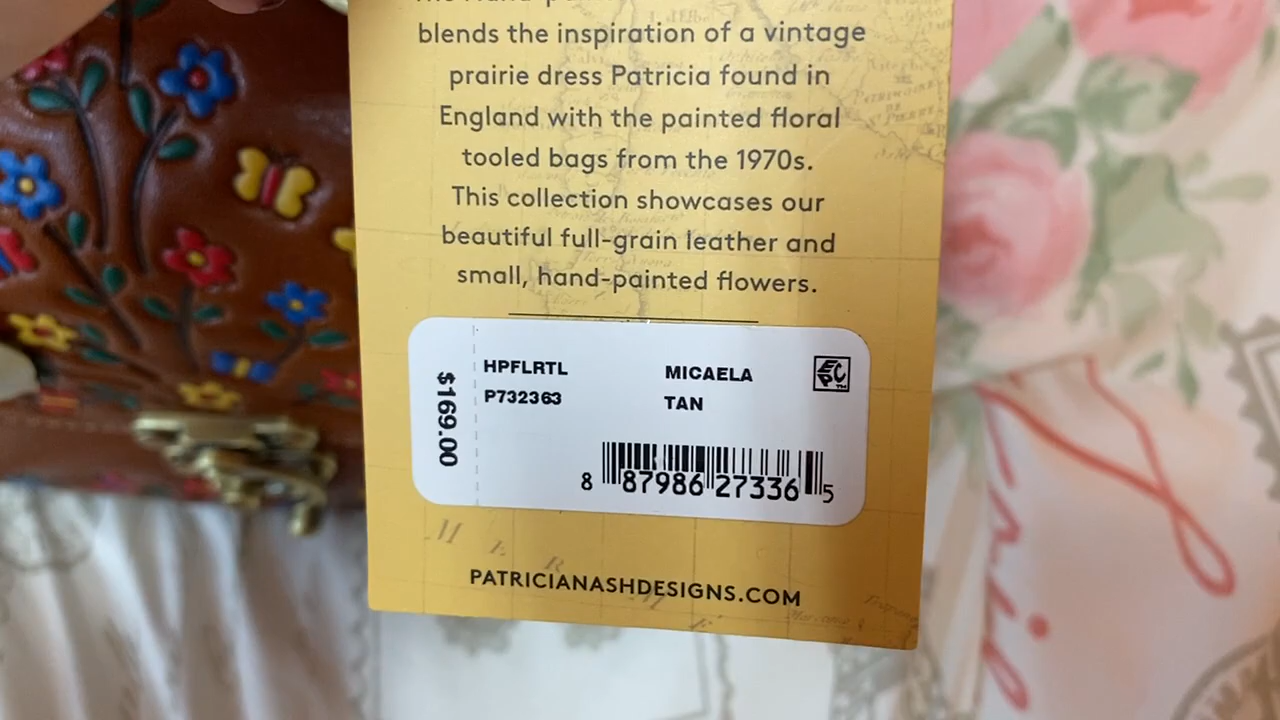 blends the inspiration of a vintage
prairie dress Patricia found in
England with the painted floral
tooled bags from the 1970s.
This collection showcases our
beautiful full-grain leather and
small, hand-painted flowers.
$169.00
HPFLRTL MICAELA
P732363 TAN
EPC™
8 87986 27336 5
PATRICIANASHDESIGNS.COM